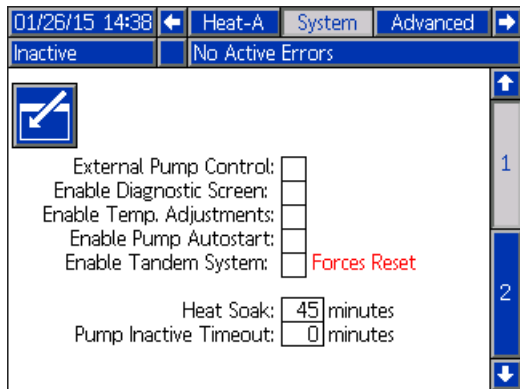 01/26/15 14:38 Heat-A System Advanced
Inactive No Active Errors
1
External Pump Control:
Enable Diagnostic Screen:
Enable Temp. Adjustments:
Enable Pump Autostart:
Enable Tandem System: Forces Reset
2
Heat Soak: 45 minutes
Pump Inactive Timeout: 0 minutes